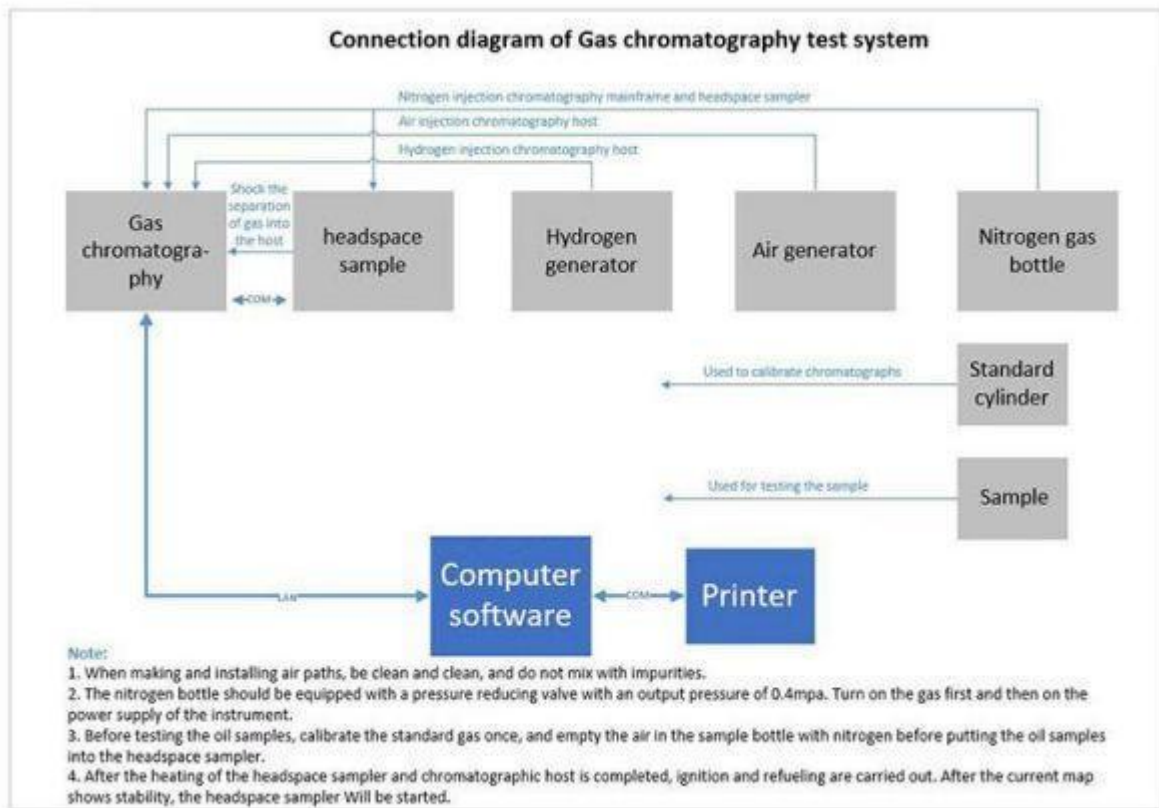 Connection diagram of Gas chromatography test system
Nitrogen injection chromatography mainframe and headspace sampler
Air injection chromatography host
Hydrogen injection chromatography host
Gas
chromatogra-
phy
Shock the
separation
of gas into
the host
COM
headspace
sample
Hydrogen
generator
Air generator
Nitrogen gas
bottle
Used to calibrate chromatographs
Standard
cylinder
Used for testing the sample
Sample
LAN
Computer
software
COM
Printer
Note:
1. When making and installing air paths, be clean and clean, and do not mix with impurities.
2. The nitrogen bottle should be equipped with a pressure reducing valve with an output pressure of 0.4mpa. Turn on the gas first and then on the
power supply of the instrument.
3. Before testing the oil samples, calibrate the standard gas once, and empty the air in the sample bottle with nitrogen before putting the oil samples
into the headspace sampler.
4. After the heating of the headspace sampler and chromatographic host is completed, ignition and refueling are carried out. After the current map
shows stability, the headspace sampler Will be started.